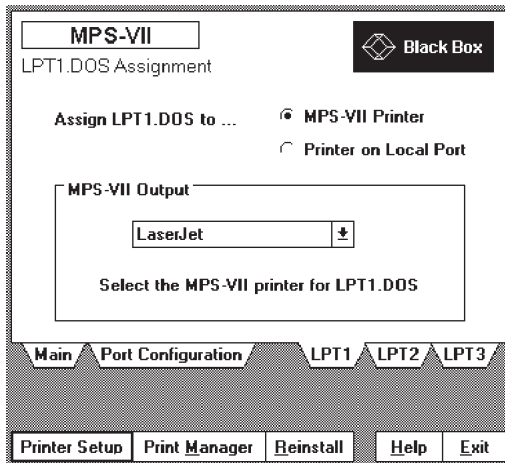 MPS-VII
Black Box
LPT1.DOS Assignment
Assign LPT1.DOS to ...
MPS-VII Printer
Printer on Local Port
MPS-VII Output
LaserJet
Select the MPS-VII printer for LPT1.DOS
Main Port Configuration LPT1 LPT2 LPT3
Printer Setup Print Manager Reinstall Help Exit